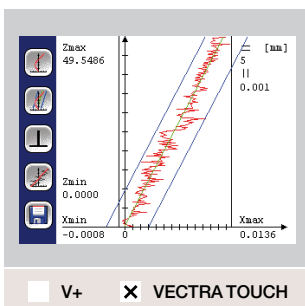 Zmax [mm]
49.5486 5
0.001
Zmin
0.0000
Xmin Xmax
-0.0008 0 0.0136
V+ VECTRA TOUCH